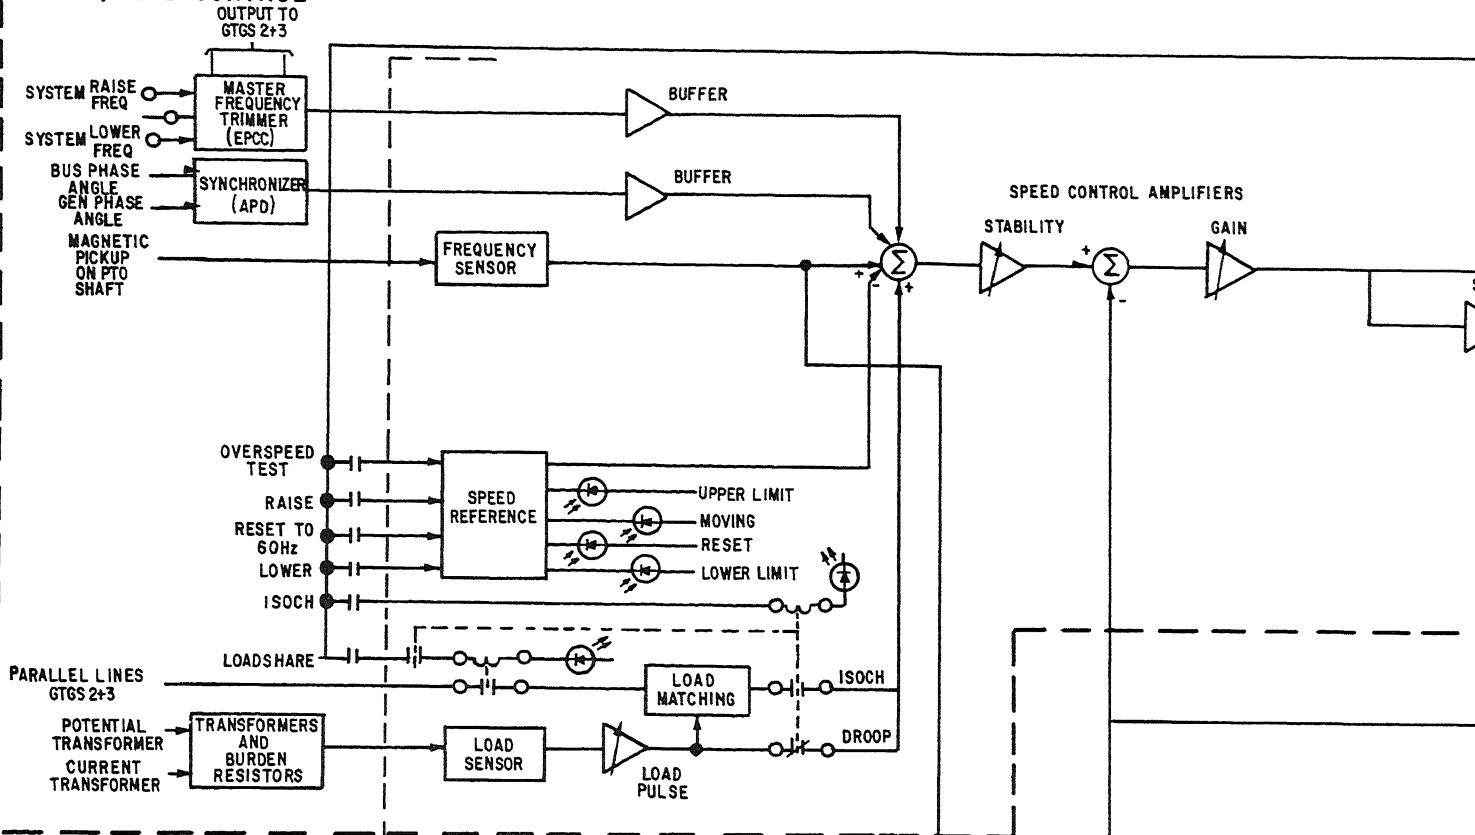 OUTPUT TO
GTGS 2+3
SYSTEM RAISE
FREQ
SYSTEM LOWER
FREQ
MASTER
FREQUENCY
TRIMMER
(EPCC)
BUS PHASE
ANGLE
GEN PHASE
ANGLE
SYNCHRONIZER
(APD)
MAGNETIC
PICKUP
ON PTO
SHAFT
FREQUENCY
SENSOR
BUFFER
BUFFER
Σ
+
-
+
SPEED CONTROL AMPLIFIERS
STABILITY
+
Σ
-
GAIN
OVERSPEED
TEST
RAISE
RESET TO
60Hz
LOWER
ISOCH
LOADSHARE
SPEED
REFERENCE
UPPER LIMIT
MOVING
RESET
LOWER LIMIT
PARALLEL LINES
GTGS 2+3
POTENTIAL
TRANSFORMER
CURRENT
TRANSFORMER
TRANSFORMERS
AND
BURDEN
RESISTORS
LOAD
SENSOR
LOAD
PULSE
LOAD
MATCHING
ISOCH
DROOP